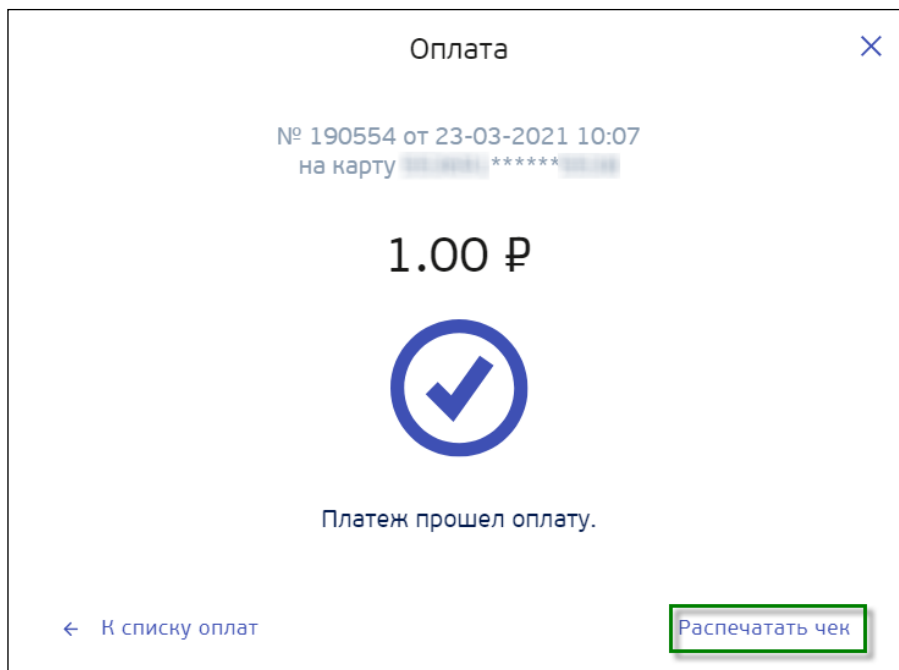 Оплата
№ 190554 от 23-03-2021 10:07
на карту ******
1.00 ₽
Платеж прошел оплату.
← К списку оплат
Распечатать чек